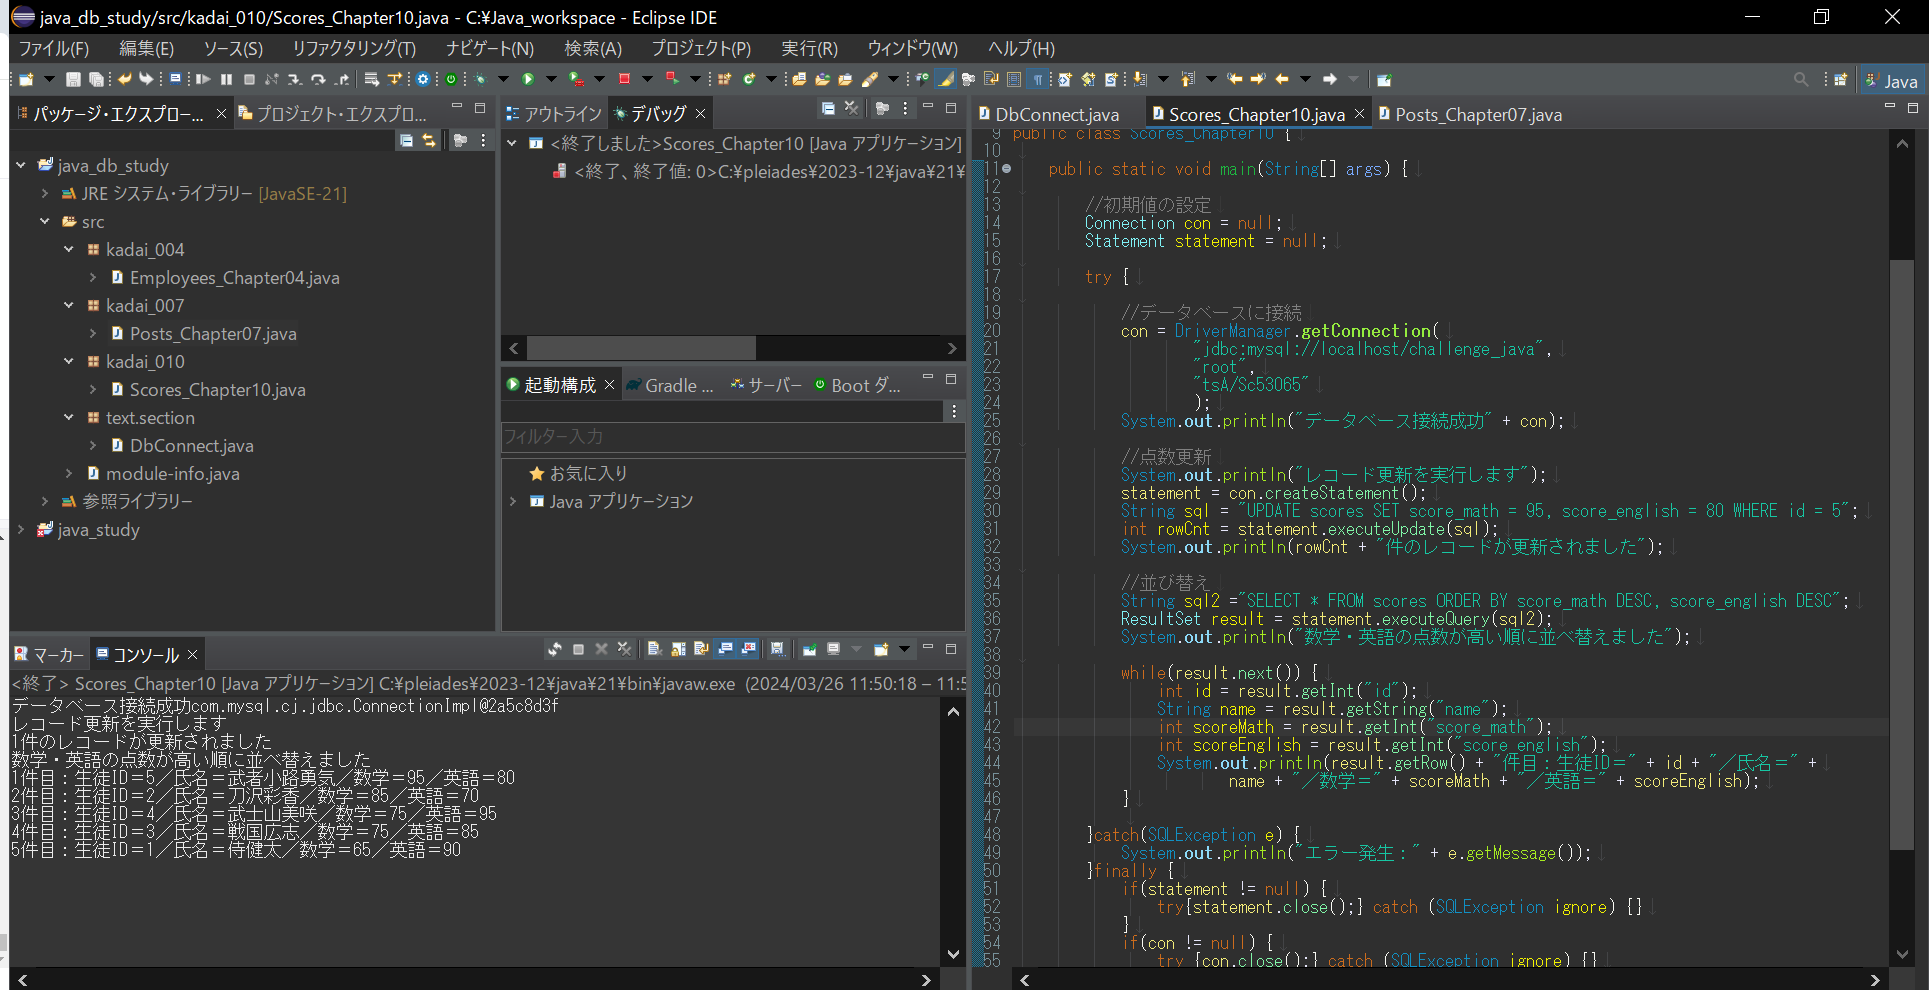 java_db_study/src/kadai_010/Scores_Chapter10.java - C:¥Java_workspace - Eclipse IDE
ファイル(F) 編集(E) ソース(S) リファクタリング(T) ナビゲート(N) 検索(A) プロジェクト(P) 実行(R) ウィンドウ(W) ヘルプ(H)
Java
パッケージ・エクスプロー... プロジェクト・エクスプロ...
java_db_study
JRE システム・ライブラリー [JavaSE-21]
src
kadai_004
Employees_Chapter04.java
kadai_007
Posts_Chapter07.java
kadai_010
Scores_Chapter10.java
text.section
DbConnect.java
module-info.java
参照ライブラリー
java_study
アウトライン デバッグ
<終了しました>Scores_Chapter10 [Java アプリケーション]
<終了、終了値: 0>C:¥pleiades¥2023-12¥java¥21¥
起動構成 Gradle ... サーバー Boot ダ...
フィルター入力
お気に入り
Java アプリケーション
マーカー コンソール
<終了> Scores_Chapter10 [Java アプリケーション] C:¥pleiades¥2023-12¥java¥21¥bin¥javaw.exe (2024/03/26 11:50:18 – 11:5
データベース接続成功com.mysql.cj.jdbc.ConnectionImpl@2a5c8d3f
レコード更新を実行します
1件のレコードが更新されました
数学・英語の点数が高い順に並べ替えました
1件目：生徒ID＝5／氏名＝武者小路勇気／数学＝95／英語＝80
2件目：生徒ID＝2／氏名＝刀沢彩香／数学＝85／英語＝70
3件目：生徒ID＝4／氏名＝武士山美咲／数学＝75／英語＝95
4件目：生徒ID＝3／氏名＝戦国広志／数学＝75／英語＝85
5件目：生徒ID＝1／氏名＝侍健太／数学＝65／英語＝90
DbConnect.java Scores_Chapter10.java Posts_Chapter07.java
9 public class Scores_Chapter10 {
10
11 public static void main(String[] args) {
12
13 //初期値の設定
14 Connection con = null;
15 Statement statement = null;
16
17 try {
18
19 //データベースに接続
20 con = DriverManager.getConnection(
21 "jdbc:mysql://localhost/challenge_java",
22 "root",
23 "tsA/Sc53065"
24 );
25 System.out.println("データベース接続成功" + con);
26
27 //点数更新
28 System.out.println("レコード更新を実行します");
29 statement = con.createStatement();
30 String sql = "UPDATE scores SET score_math = 95, score_english = 80 WHERE id = 5";
31 int rowCnt = statement.executeUpdate(sql);
32 System.out.println(rowCnt + "件のレコードが更新されました");
33
34 //並び替え
35 String sql2 ="SELECT * FROM scores ORDER BY score_math DESC, score_english DESC";
36 ResultSet result = statement.executeQuery(sql2);
37 System.out.println("数学・英語の点数が高い順に並べ替えました");
38
39 while(result.next()) {
40 int id = result.getInt("id");
41 String name = result.getString("name");
42 int scoreMath = result.getInt("score_math");
43 int scoreEnglish = result.getInt("score_english");
44 System.out.println(result.getRow() + "件目：生徒ID＝" + id + "／氏名＝" +
45 name + "／数学＝" + scoreMath + "／英語＝" + scoreEnglish);
46 }
47
48 }catch(SQLException e) {
49 System.out.println("エラー発生：" + e.getMessage());
50 }finally {
51 if(statement != null) {
52 try{statement.close();} catch (SQLException ignore) {}
53 }
54 if(con != null) {
55 try {con.close();} catch (SQLException ignore) {}